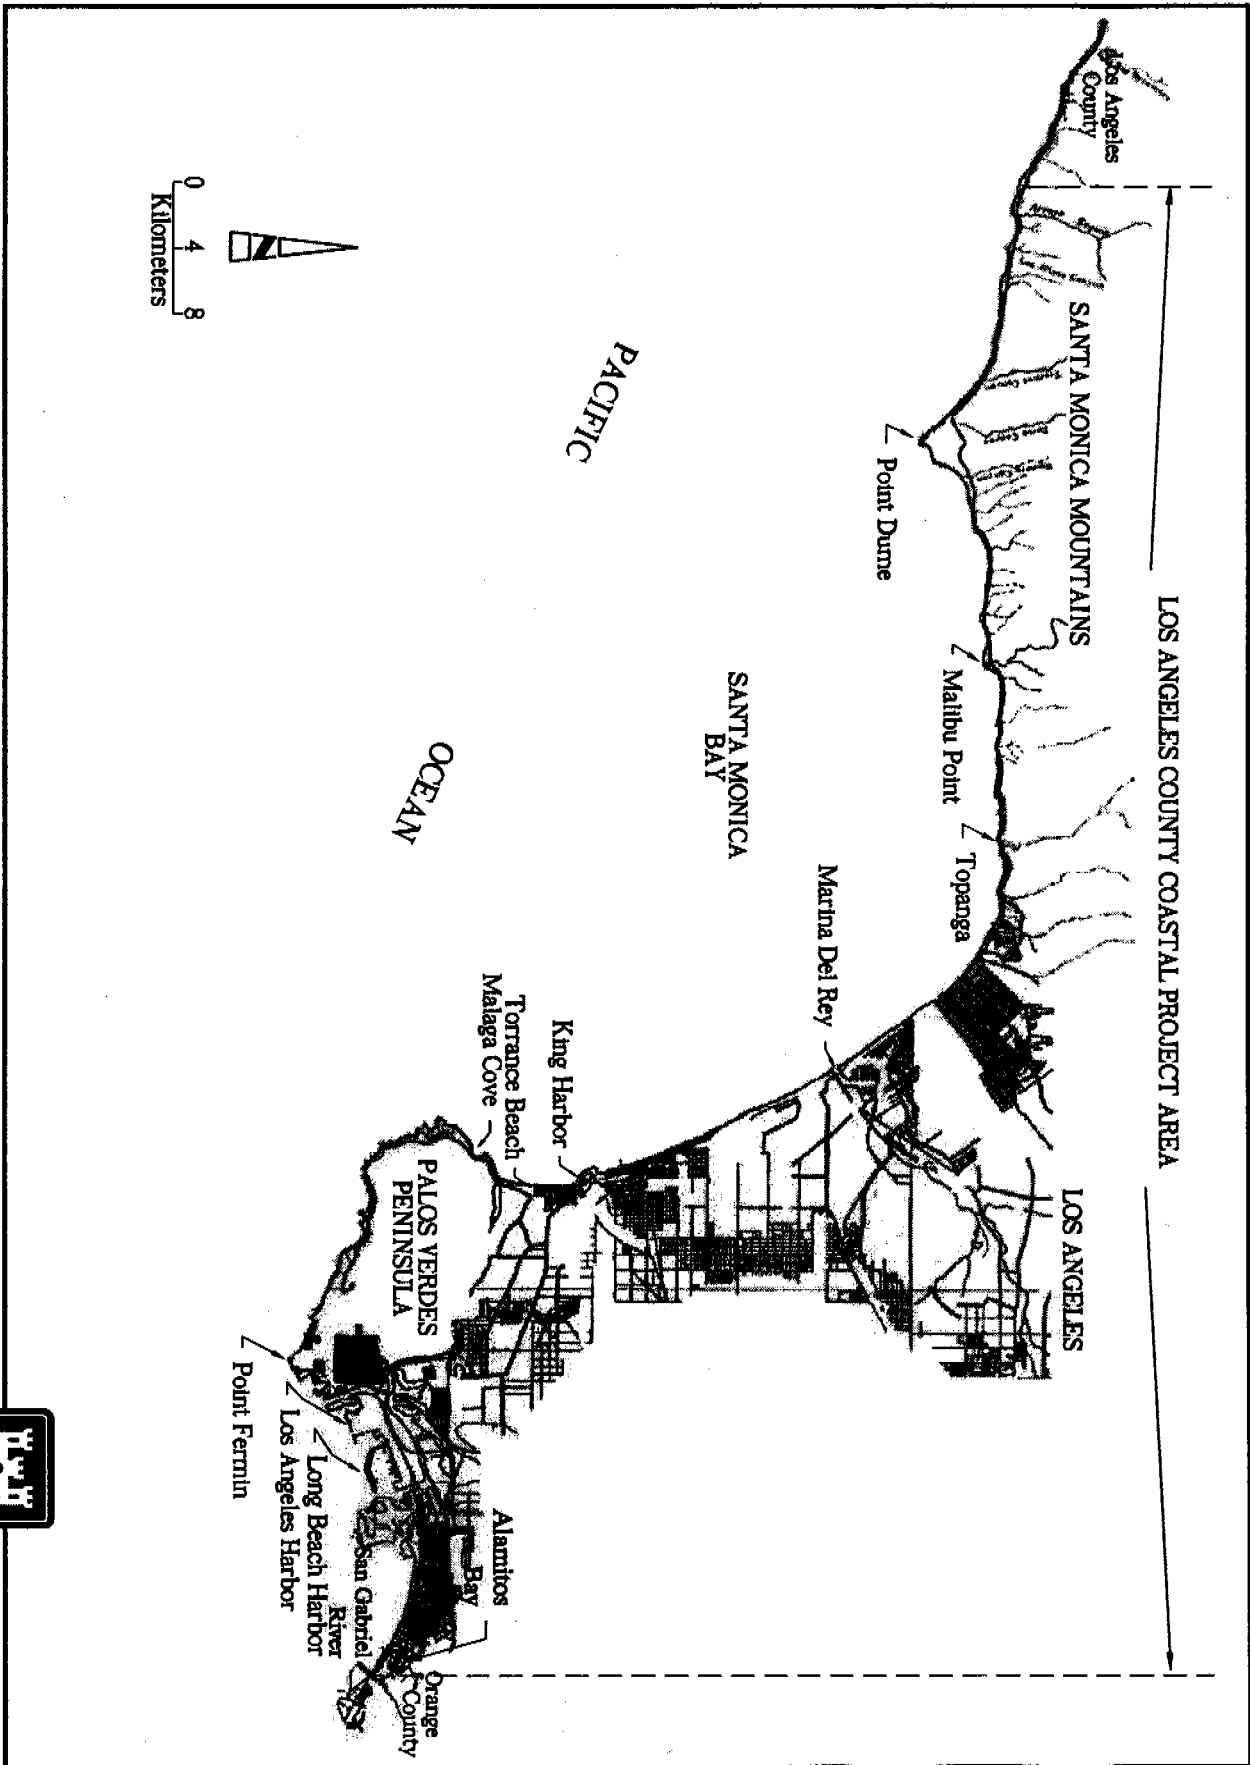 LOS ANGELES COUNTY COASTAL PROJECT AREA
Los Angeles
County
SANTA MONICA MOUNTAINS
LOS ANGELES
Point Dume
Malibu Point
Topanga
Marina Del Rey
SANTA MONICA
BAY
PACIFIC
OCEAN
King Harbor
Torrance Beach
Malaga Cove
PALOS VERDES
PENINSULA
Alamitos
Bay
Orange
County
San Gabriel
River
Long Beach Harbor
Los Angeles Harbor
Point Fermin
N
0 4 8
Kilometers